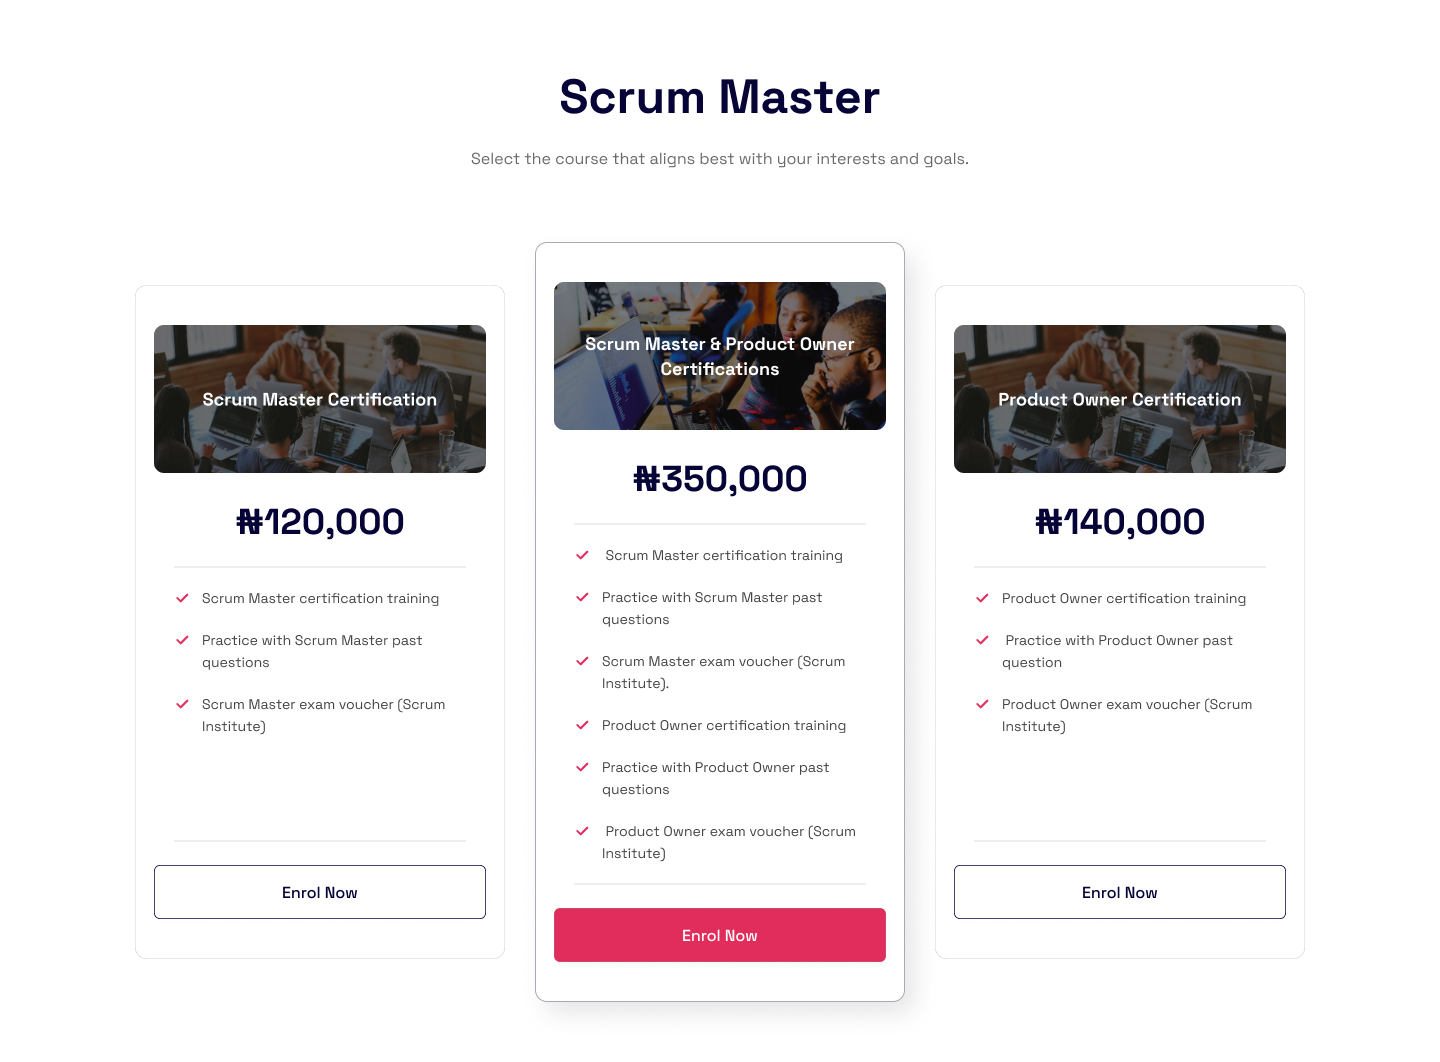 Scrum Master
Select the course that aligns best with your interests and goals.
Scrum Master Certification
₦120,000
Scrum Master certification training
Practice with Scrum Master past
questions
Scrum Master exam voucher (Scrum
Institute)
Enrol Now
Scrum Master & Product Owner
Certifications
₦350,000
Scrum Master certification training
Practice with Scrum Master past
questions
Scrum Master exam voucher (Scrum
Institute).
Product Owner certification training
Practice with Product Owner past
questions
Product Owner exam voucher (Scrum
Institute)
Enrol Now
Product Owner Certification
₦140,000
Product Owner certification training
Practice with Product Owner past
question
Product Owner exam voucher (Scrum
Institute)
Enrol Now